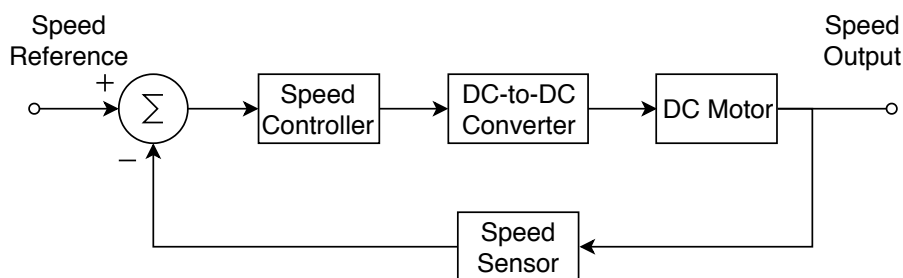 Speed
Reference
+
Σ
−
Speed
Controller
DC-to-DC
Converter
DC Motor
Speed
Output
Speed
Sensor